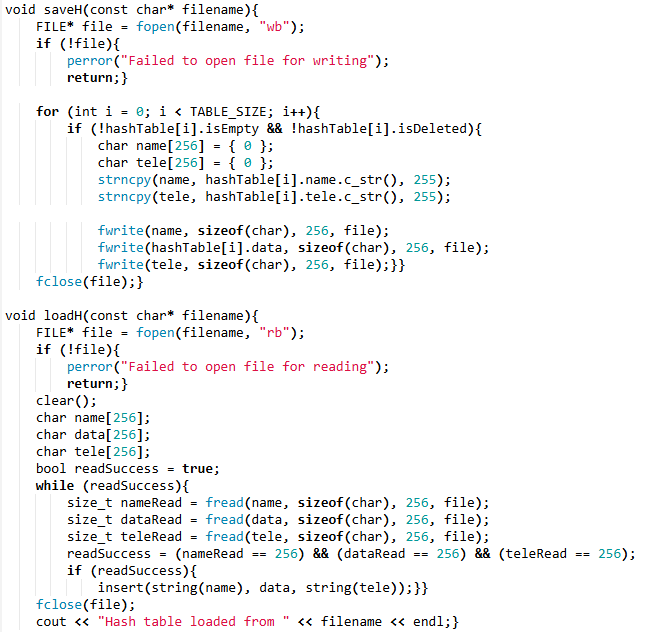 void saveH(const char* filename){
    FILE* file = fopen(filename, "wb");
    if (!file){
        perror("Failed to open file for writing");
        return;}

    for (int i = 0; i < TABLE_SIZE; i++){
        if (!hashTable[i].isEmpty && !hashTable[i].isDeleted){
            char name[256] = { 0 };
            char tele[256] = { 0 };
            strncpy(name, hashTable[i].name.c_str(), 255);
            strncpy(tele, hashTable[i].tele.c_str(), 255);

            fwrite(name, sizeof(char), 256, file);
            fwrite(hashTable[i].data, sizeof(char), 256, file);
            fwrite(tele, sizeof(char), 256, file);}}
    fclose(file);}

void loadH(const char* filename){
    FILE* file = fopen(filename, "rb");
    if (!file){
        perror("Failed to open file for reading");
        return;}
    clear();
    char name[256];
    char data[256];
    char tele[256];
    bool readSuccess = true;
    while (readSuccess){
        size_t nameRead = fread(name, sizeof(char), 256, file);
        size_t dataRead = fread(data, sizeof(char), 256, file);
        size_t teleRead = fread(tele, sizeof(char), 256, file);
        readSuccess = (nameRead == 256) && (dataRead == 256) && (teleRead == 256);
        if (readSuccess){
            insert(string(name), data, string(tele));}}
    fclose(file);
    cout << "Hash table loaded from " << filename << endl;}